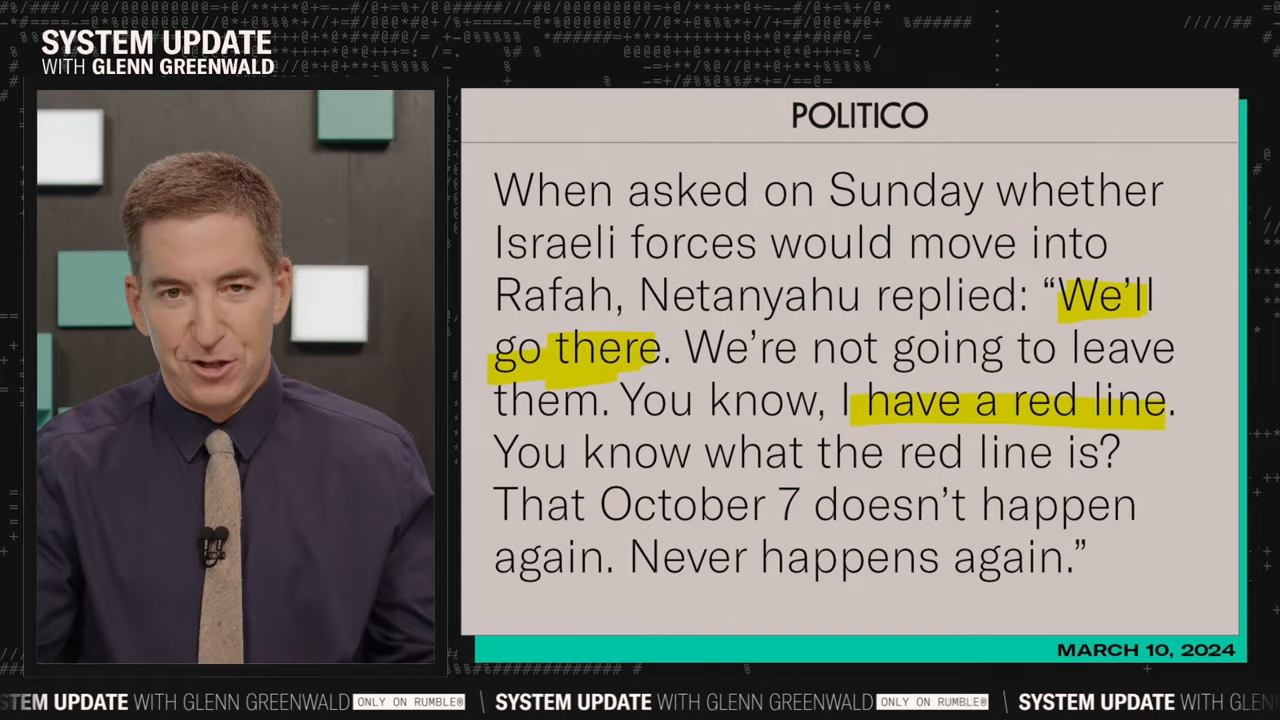 SYSTEM UPDATE
WITH GLENN GREENWALD
POLITICO
When asked on Sunday whether
Israeli forces would move into
Rafah, Netanyahu replied: “We’ll
go there. We’re not going to leave
them. You know, I have a red line.
You know what the red line is?
That October 7 doesn’t happen
again. Never happens again.”
MARCH 10, 2024
STEM UPDATE WITH GLENN GREENWALD ONLY ON RUMBLE® \ SYSTEM UPDATE WITH GLENN GREENWALD ONLY ON RUMBLE® \ SYSTEM UPDATE WITH GLEN